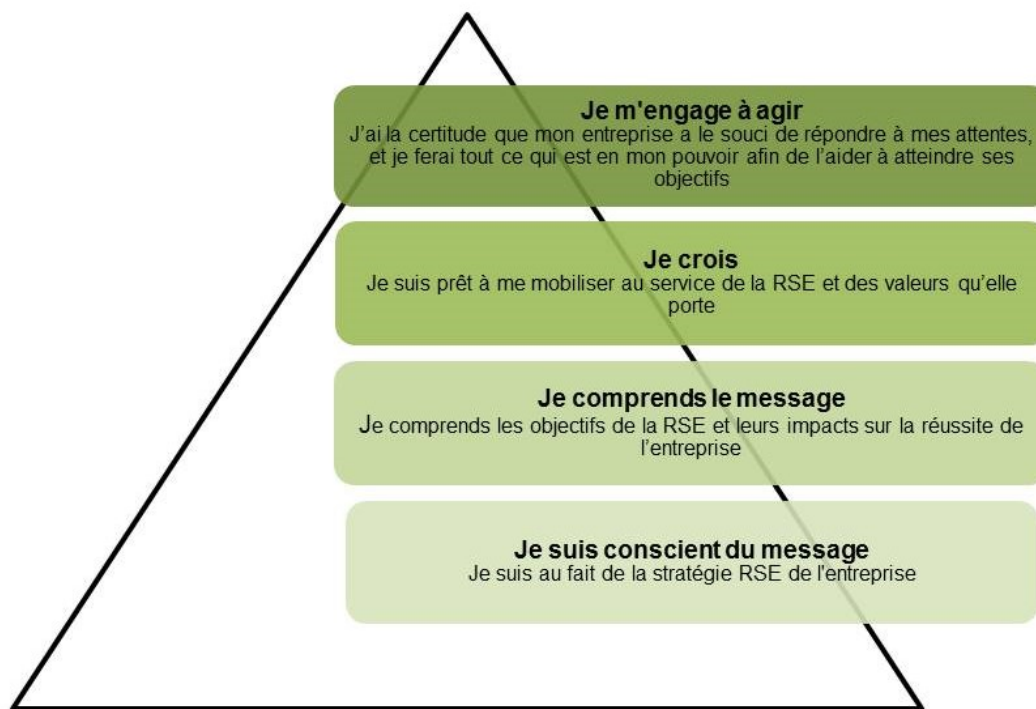 Je m'engage à agir
J’ai la certitude que mon entreprise a le souci de répondre à mes attentes,
et je ferai tout ce qui est en mon pouvoir afin de l’aider à atteindre ses
objectifs
Je crois
Je suis prêt à me mobiliser au service de la RSE et des valeurs qu’elle
porte
Je comprends le message
Je comprends les objectifs de la RSE et leurs impacts sur la réussite de
l’entreprise
Je suis conscient du message
Je suis au fait de la stratégie RSE de l'entreprise